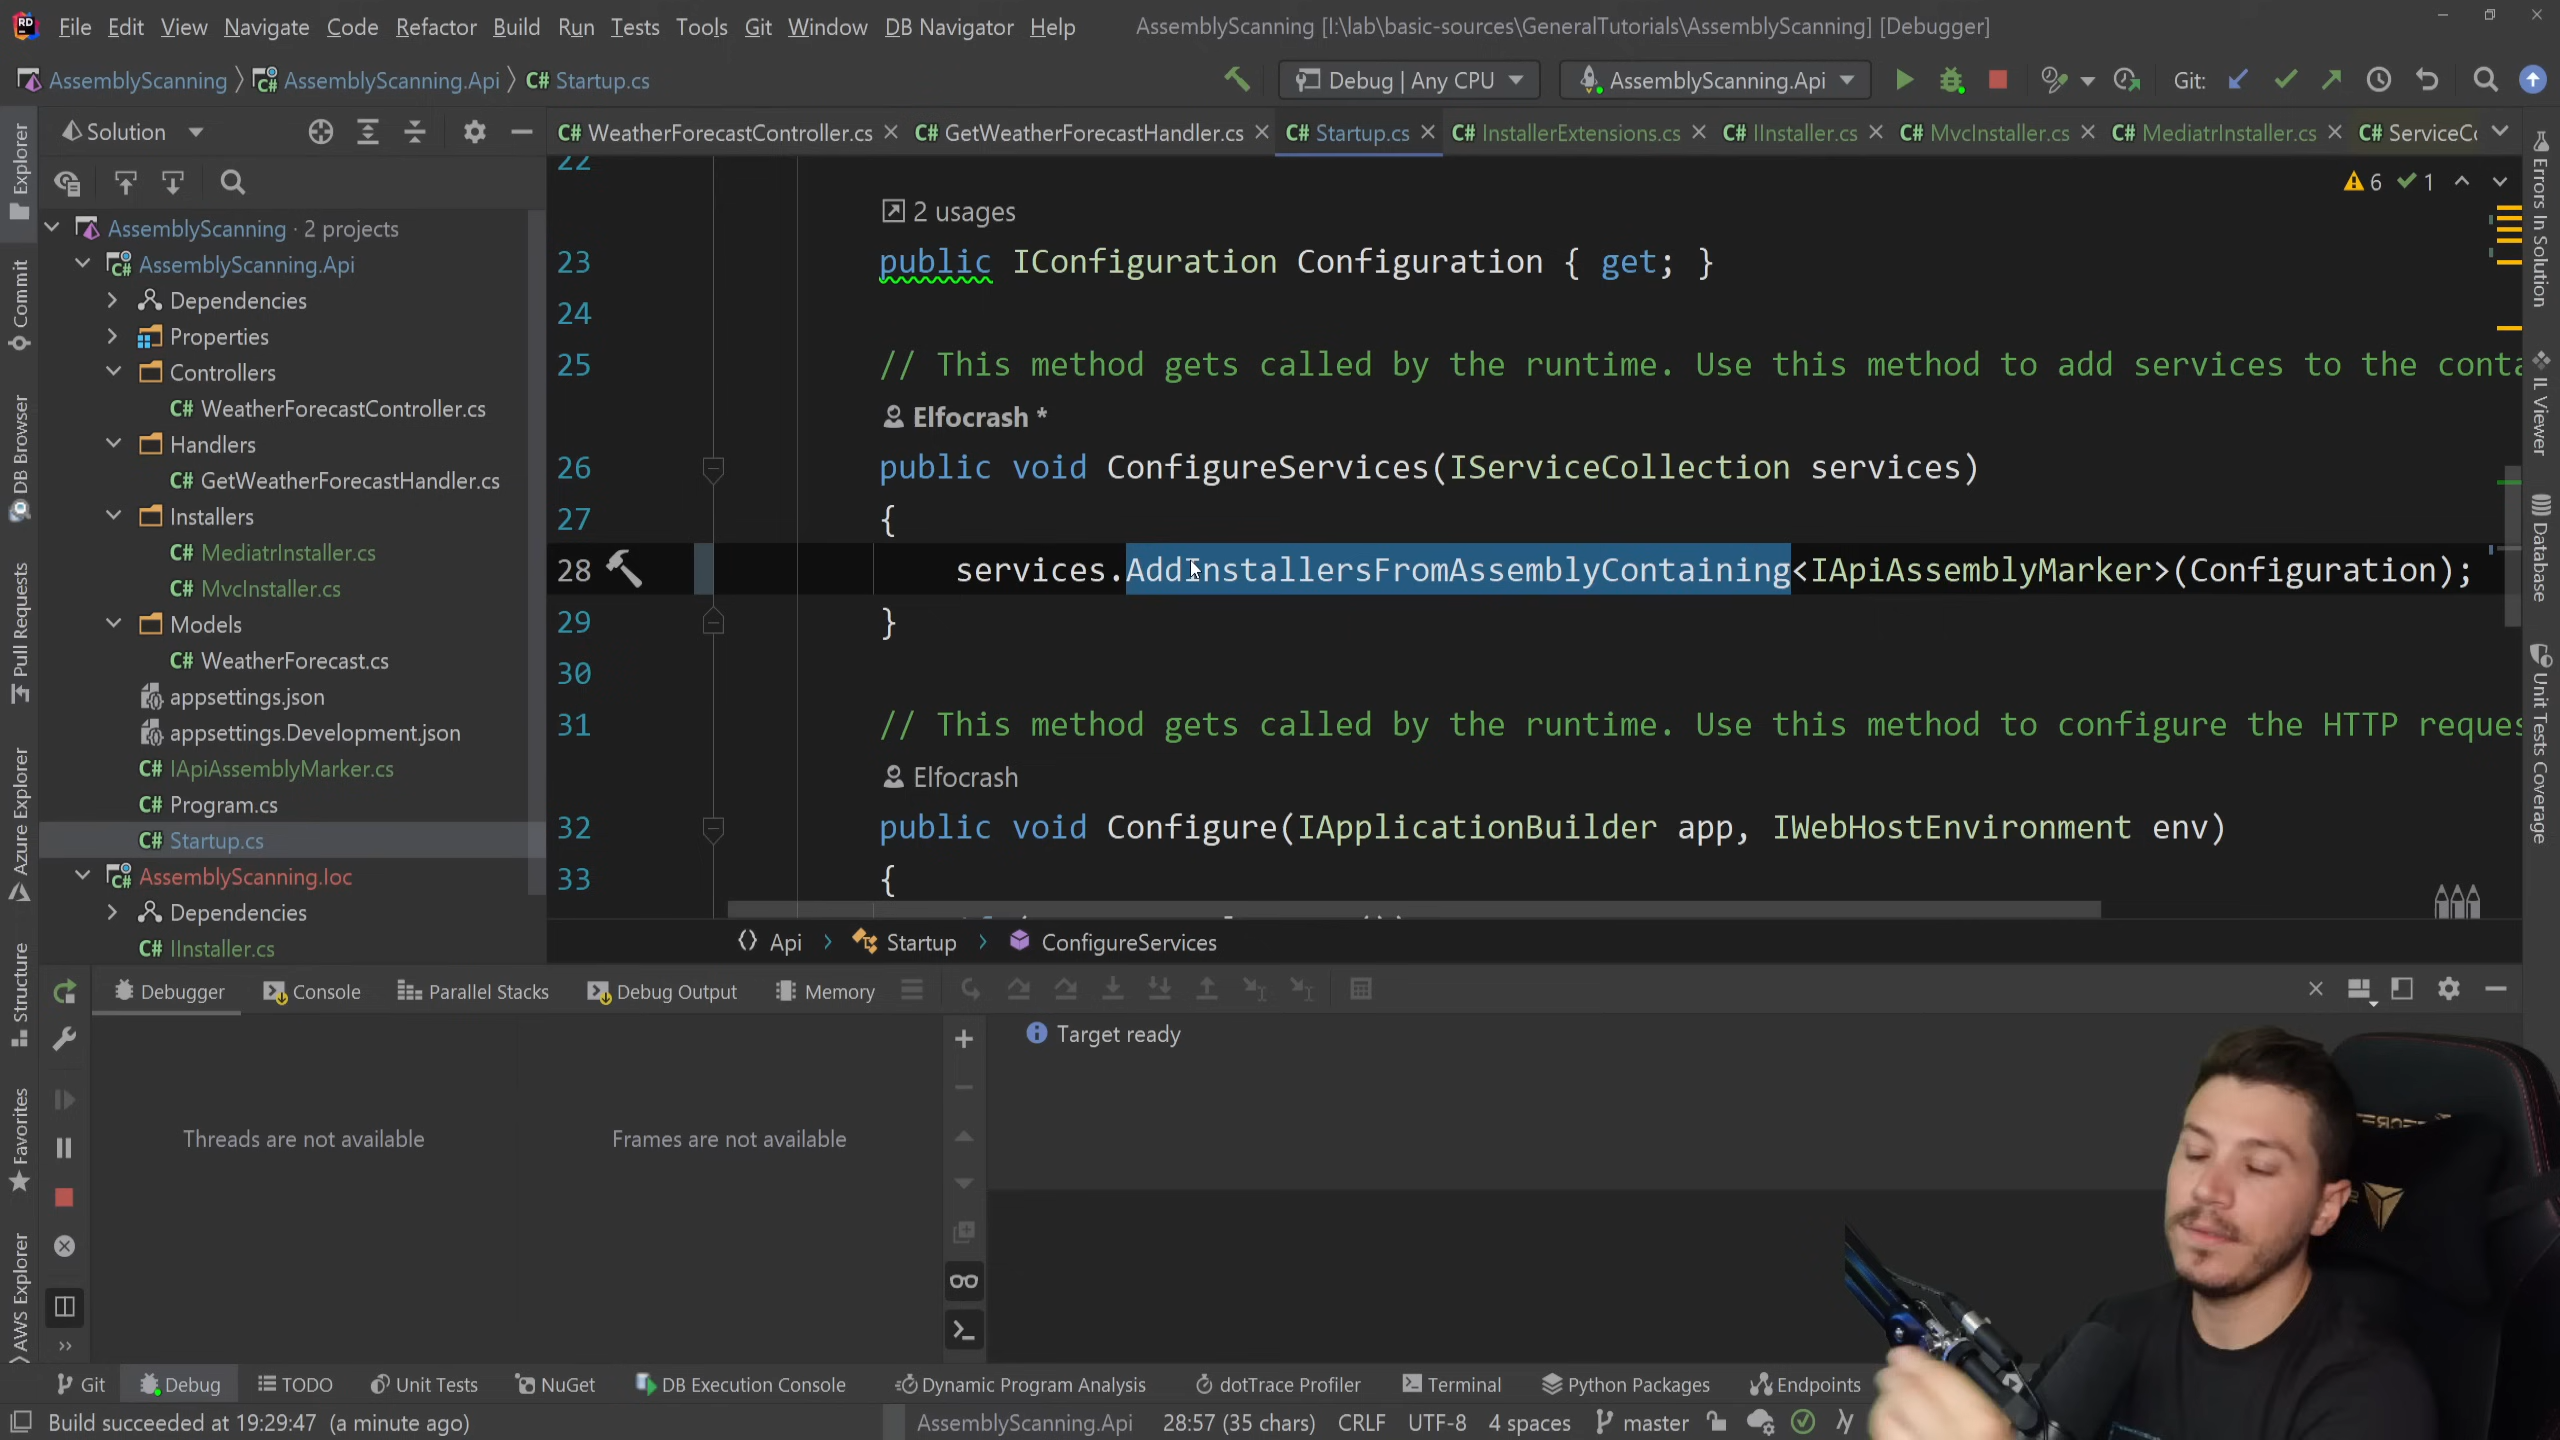 File Edit View Navigate Code Refactor Build Run Tests Tools Git Window DB Navigator Help AssemblyScanning [I:\lab\basic-sources\GeneralTutorials\AssemblyScanning] [Debugger]
AssemblyScanning AssemblyScanning.Api C# Startup.cs Debug | Any CPU AssemblyScanning.Api Git:
Solution
C# WeatherForecastController.cs C# GetWeatherForecastHandler.cs C# Startup.cs C# InstallerExtensions.cs C# IInstaller.cs C# MvcInstaller.cs C# MediatrInstaller.cs C# ServiceCo
Explorer
Commit
DB Browser
Pull Requests
Azure Explorer
Structure
Favorites
AWS Explorer
AssemblyScanning · 2 projects
AssemblyScanning.Api
Dependencies
Properties
Controllers
C# WeatherForecastController.cs
Handlers
C# GetWeatherForecastHandler.cs
Installers
C# MediatrInstaller.cs
C# MvcInstaller.cs
Models
C# WeatherForecast.cs
appsettings.json
appsettings.Development.json
C# IApiAssemblyMarker.cs
C# Program.cs
C# Startup.cs
AssemblyScanning.Ioc
Dependencies
C# IInstaller.cs
6 1
22
2 usages
23 public IConfiguration Configuration { get; }
24
25 // This method gets called by the runtime. Use this method to add services to the conta
Elfocrash *
26 public void ConfigureServices(IServiceCollection services)
27 {
28 services.AddInstallersFromAssemblyContaining<IApiAssemblyMarker>(Configuration);
29 }
30
31 // This method gets called by the runtime. Use this method to configure the HTTP reques
Elfocrash
32 public void Configure(IApplicationBuilder app, IWebHostEnvironment env)
33 {
Api Startup ConfigureServices
Errors In Solution
IL Viewer
Database
Unit Tests Coverage
Debugger Console Parallel Stacks Debug Output Memory
Threads are not available
Frames are not available
Target ready
Git Debug TODO Unit Tests NuGet DB Execution Console Dynamic Program Analysis dotTrace Profiler Terminal Python Packages Endpoints
Build succeeded at 19:29:47 (a minute ago) AssemblyScanning.Api 28:57 (35 chars) CRLF UTF-8 4 spaces master